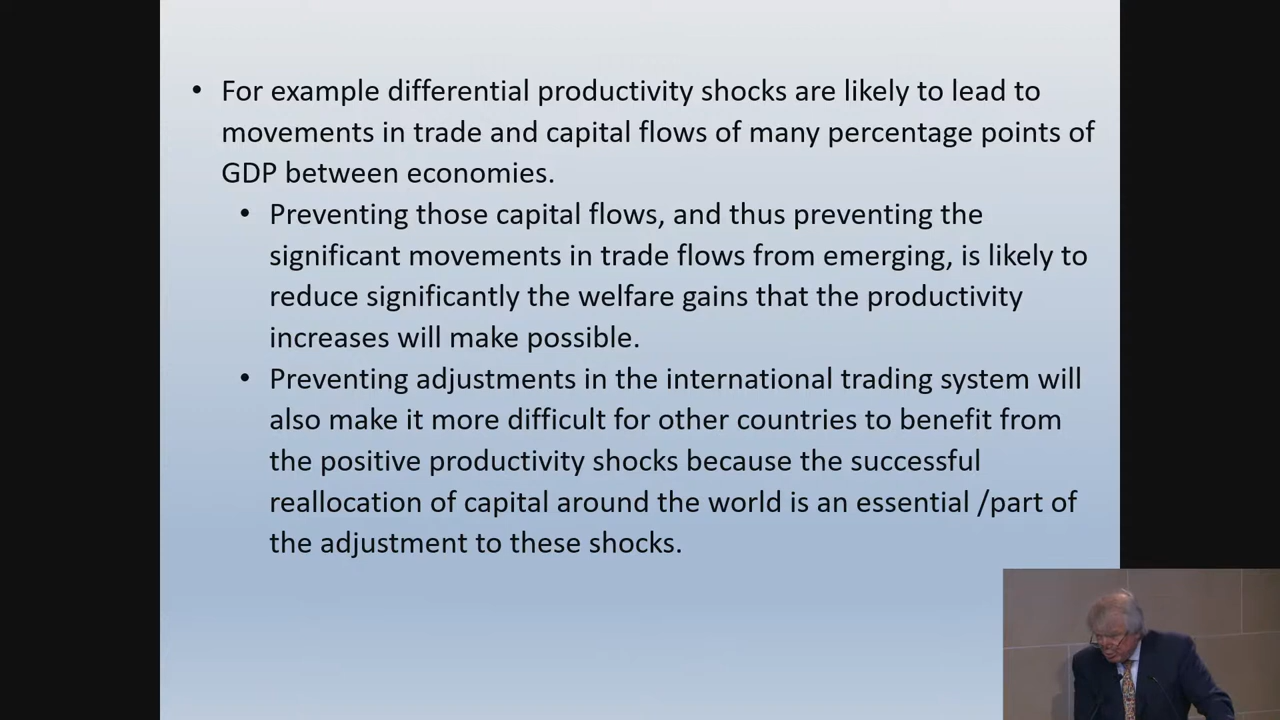 • For example differential productivity shocks are likely to lead to
movements in trade and capital flows of many percentage points of
GDP between economies.
• Preventing those capital flows, and thus preventing the
significant movements in trade flows from emerging, is likely to
reduce significantly the welfare gains that the productivity
increases will make possible.
• Preventing adjustments in the international trading system will
also make it more difficult for other countries to benefit from
the positive productivity shocks because the successful
reallocation of capital around the world is an essential /part of
the adjustment to these shocks.